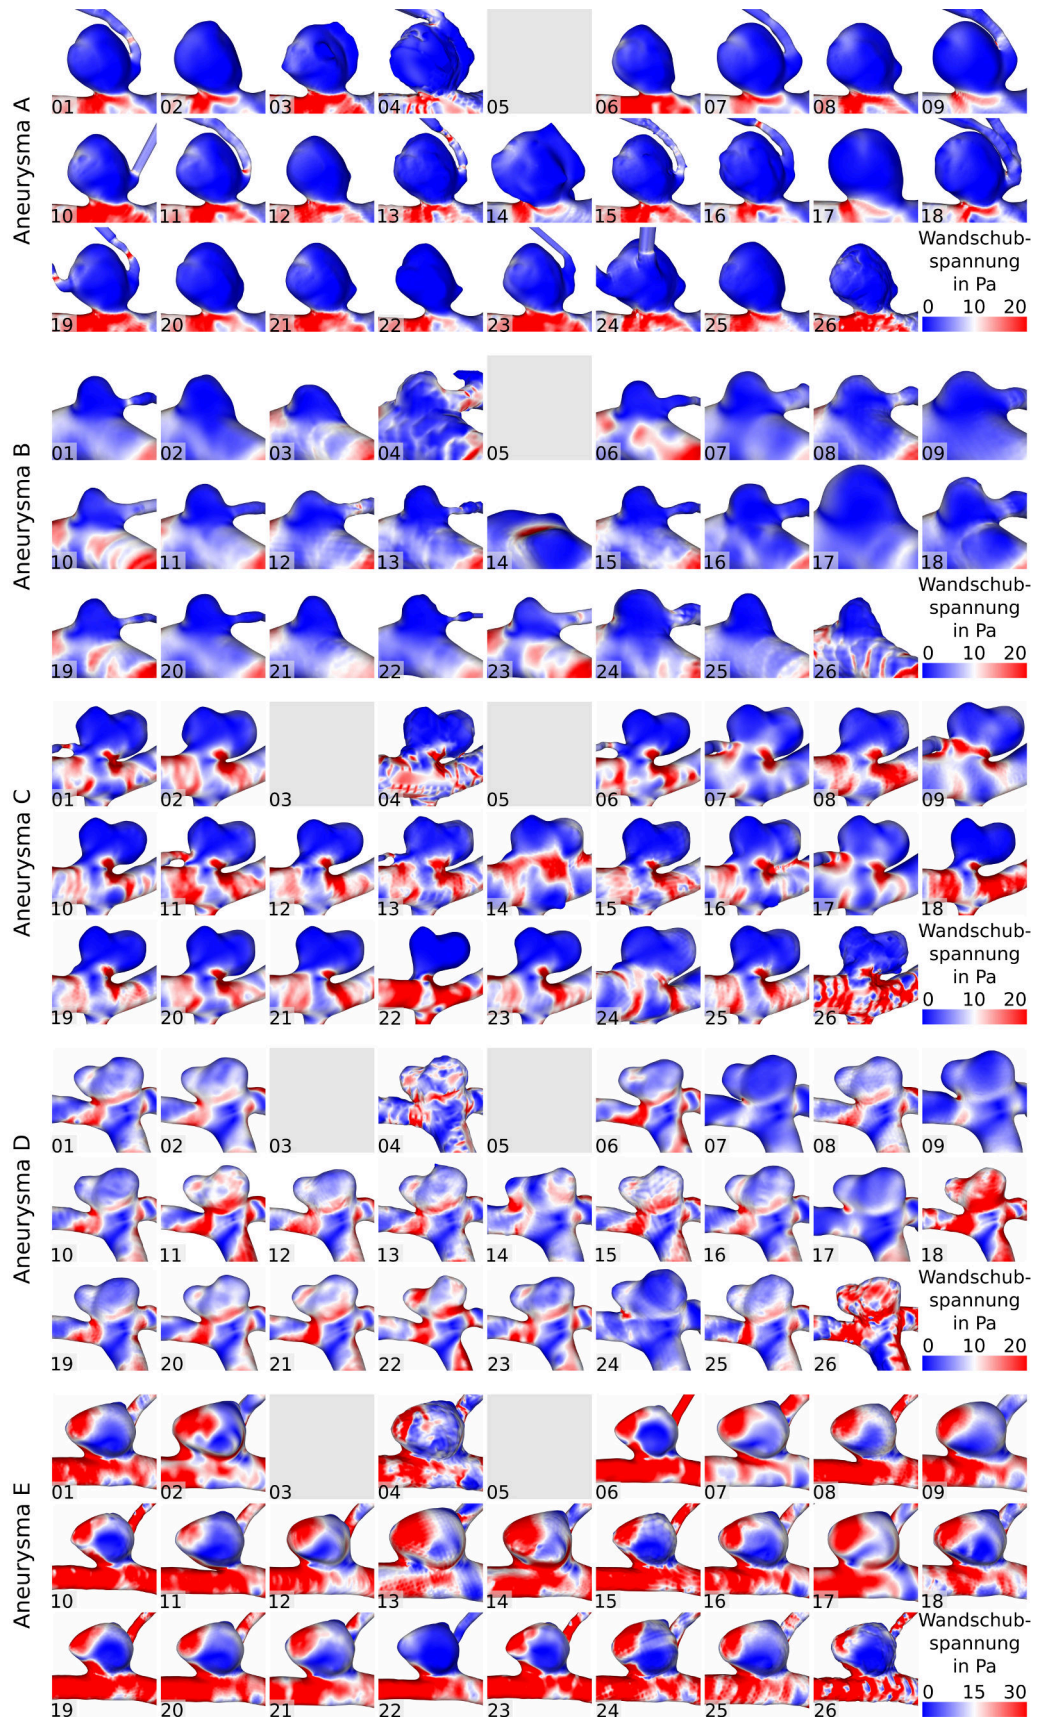 Aneurysma A
01 02 03 04 05 06 07 08 09
10 11 12 13 14 15 16 17 18
19 20 21 22 23 24 25 26
Wandschub-
spannung
in Pa
0 10 20
Aneurysma B
01 02 03 04 05 06 07 08 09
10 11 12 13 14 15 16 17 18
19 20 21 22 23 24 25 26
Wandschub-
spannung
in Pa
0 10 20
Aneurysma C
01 02 03 04 05 06 07 08 09
10 11 12 13 14 15 16 17 18
19 20 21 22 23 24 25 26
Wandschub-
spannung
in Pa
0 10 20
Aneurysma D
01 02 03 04 05 06 07 08 09
10 11 12 13 14 15 16 17 18
19 20 21 22 23 24 25 26
Wandschub-
spannung
in Pa
0 10 20
Aneurysma E
01 02 03 04 05 06 07 08 09
10 11 12 13 14 15 16 17 18
19 20 21 22 23 24 25 26
Wandschub-
spannung
in Pa
0 15 30